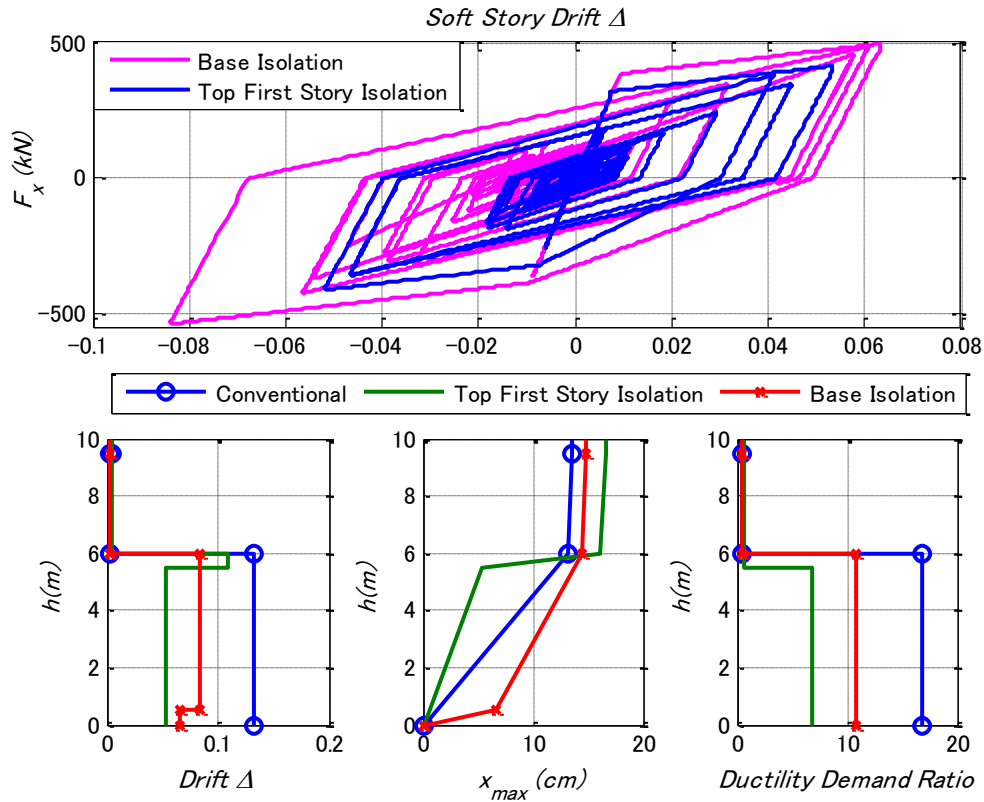 Soft Story Drift Δ
500
0
−500
F_x (kN)
Base Isolation
Top First Story Isolation
−0.1 −0.08 −0.06 −0.04 −0.02 0 0.02 0.04 0.06 0.08
Conventional Top First Story Isolation Base Isolation
10
8
6
4
2
0
h(m)
0 0.1 0.2
Drift Δ
10
8
6
4
2
0
h(m)
0 10 20
x_max (cm)
10
8
6
4
2
0
h(m)
0 10 20
Ductility Demand Ratio